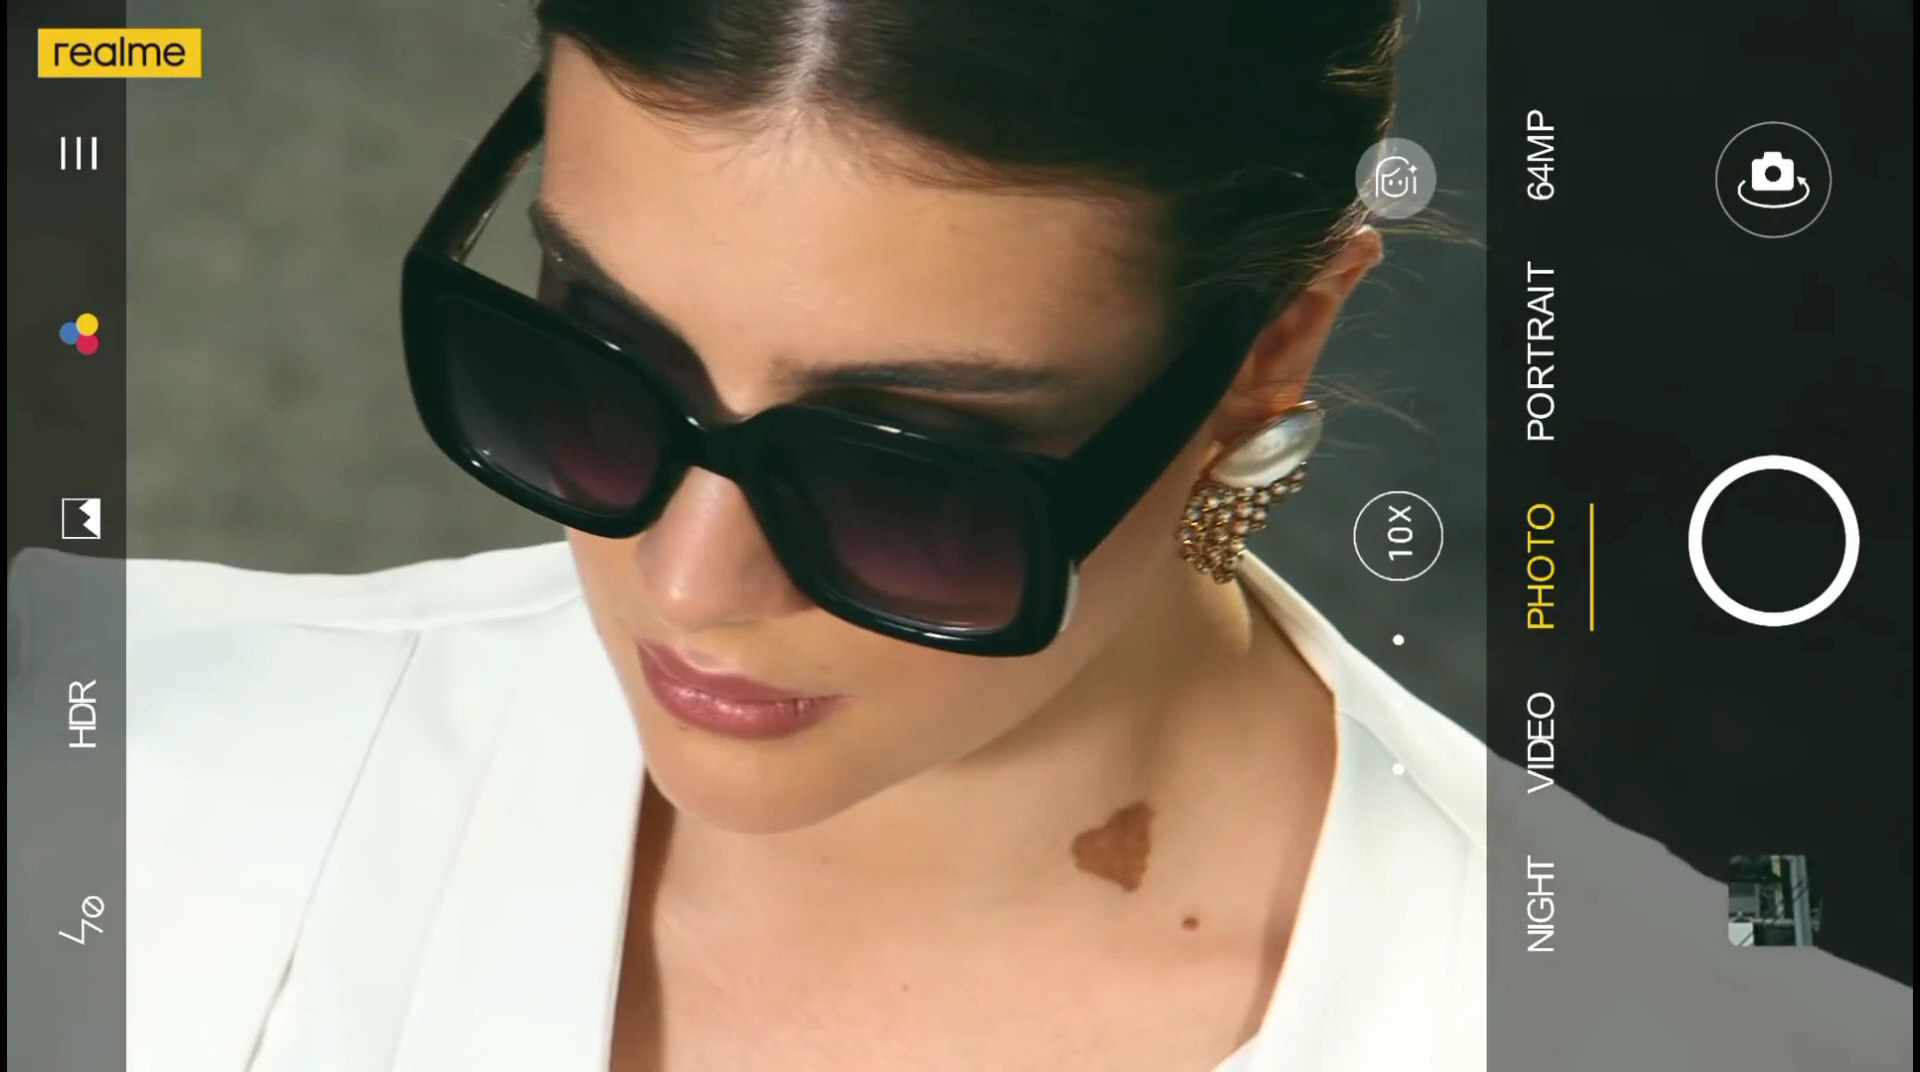 realme
HDR
10X
64MP
PORTRAIT
PHOTO
VIDEO
NIGHT